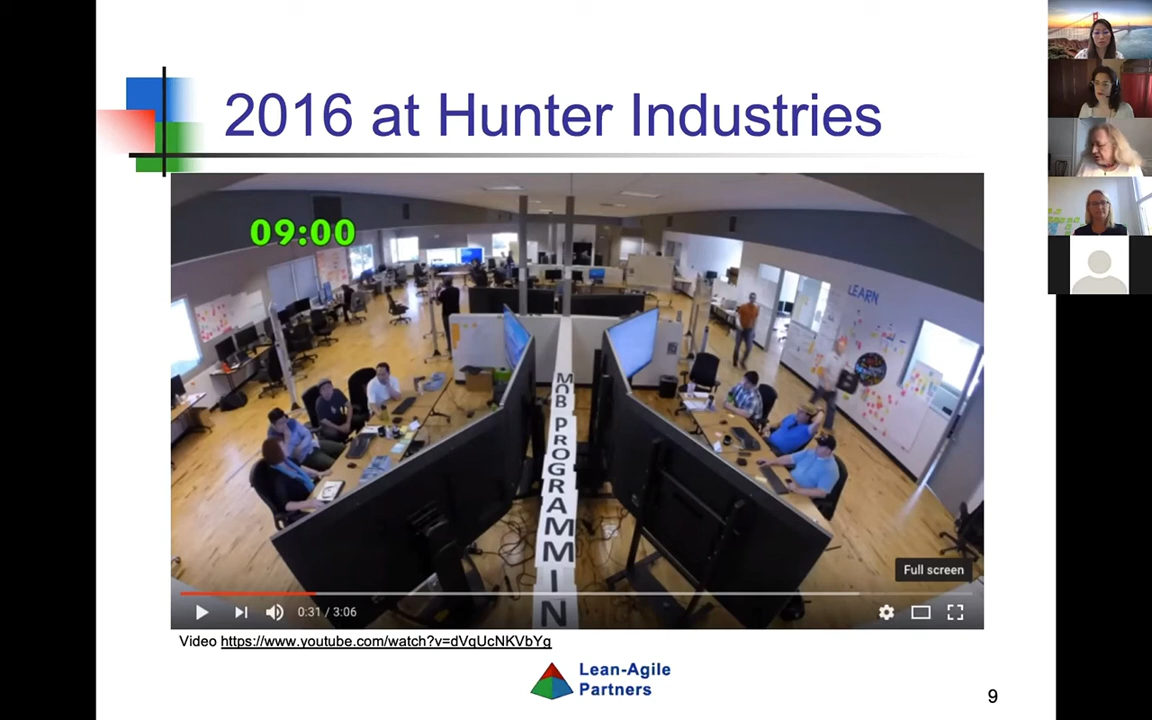 2016 at Hunter Industries
09:00
LEARN
MOB PROGRAMMIN
Full screen
0:31 / 3:06
Video https://www.youtube.com/watch?v=dVqUcNKVbYq
Lean-Agile
Partners
9